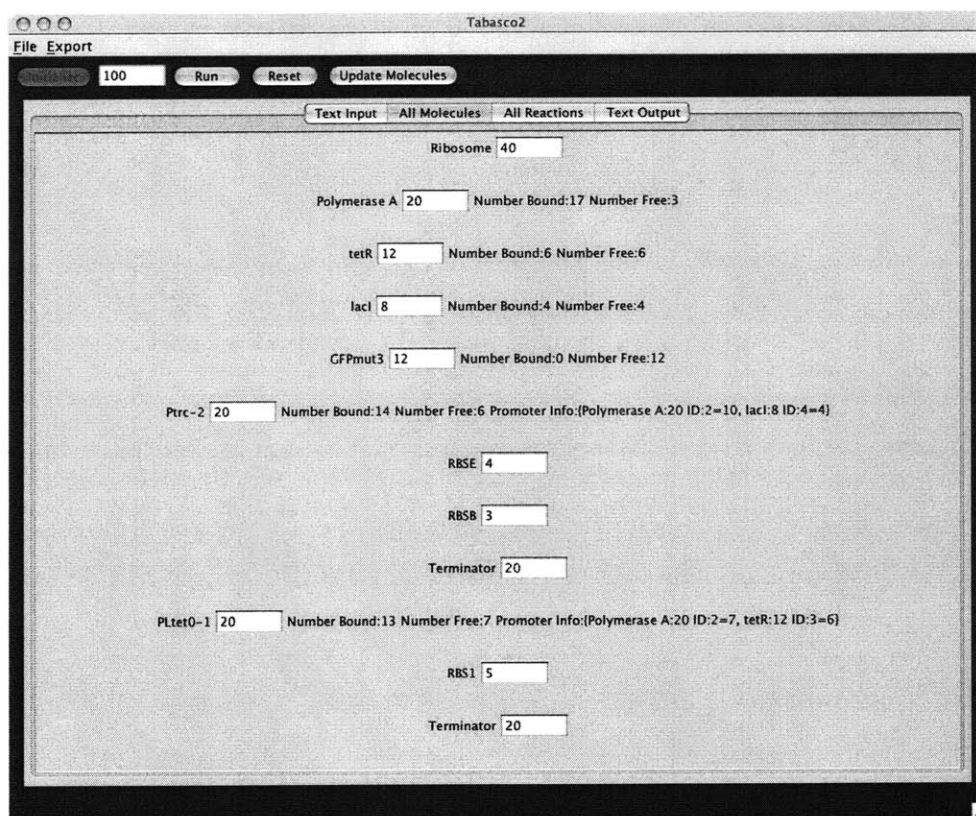 Tabasco2
File Export
100 Run Reset Update Molecules
Text Input All Molecules All Reactions Text Output
Ribosome 40
Polymerase A 20 Number Bound:17 Number Free:3
tetR 12 Number Bound:6 Number Free:6
lacI 8 Number Bound:4 Number Free:4
GFPmut3 12 Number Bound:0 Number Free:12
Ptrc-2 20 Number Bound:14 Number Free:6 Promoter Info:{Polymerase A:20 ID:2=10, lacI:8 ID:4=4}
RBSE 4
RBSB 3
Terminator 20
PLtetO-1 20 Number Bound:13 Number Free:7 Promoter Info:{Polymerase A:20 ID:2=7, tetR:12 ID:3=6}
RBS1 5
Terminator 20